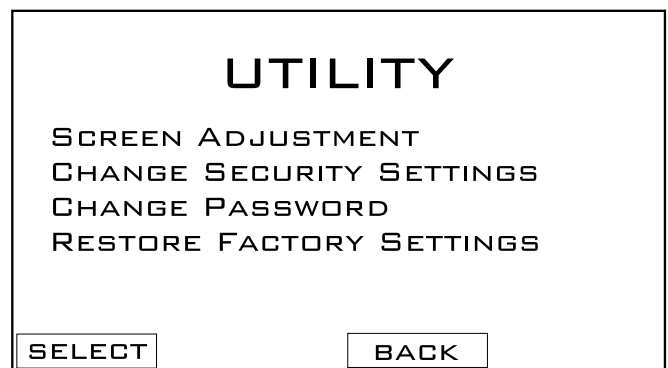 UTILITY
SCREEN ADJUSTMENT
CHANGE SECURITY SETTINGS
CHANGE PASSWORD
RESTORE FACTORY SETTINGS
SELECT BACK